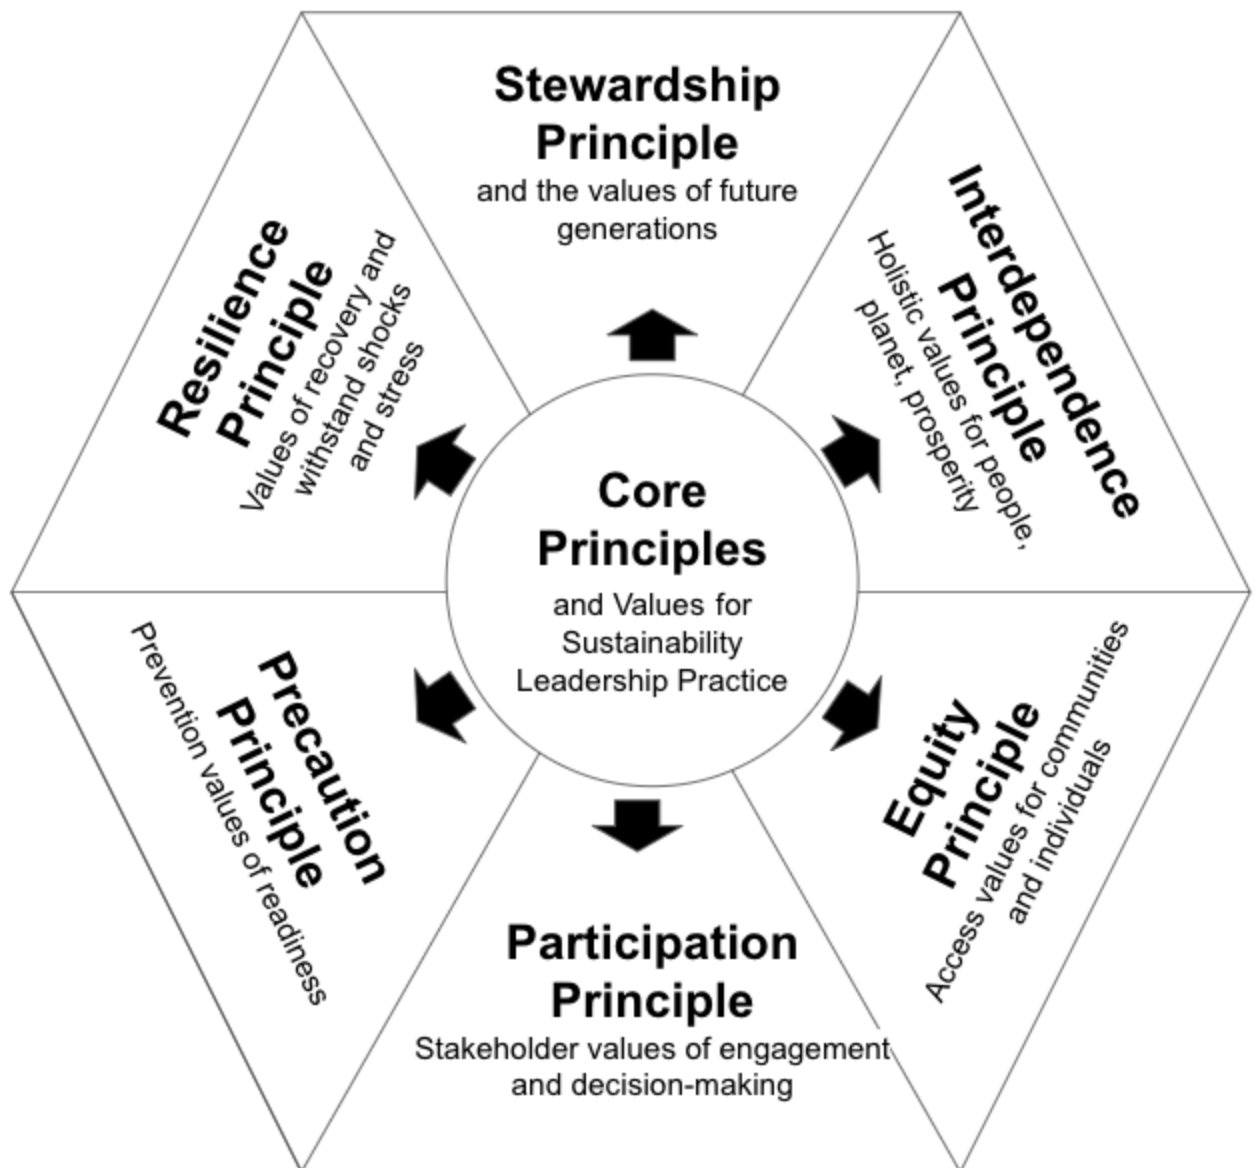 Stewardship
Principle
and the values of future
generations
Interdependence
Principle
Holistic values for people,
planet, prosperity
Equity
Principle
Access values for communities
and individuals
Participation
Principle
Stakeholder values of engagement
and decision-making
Precaution
Principle
Prevention values of readiness
Resilience
Principle
Values of recovery and
withstand shocks
and stress
Core
Principles
and Values for
Sustainability
Leadership Practice